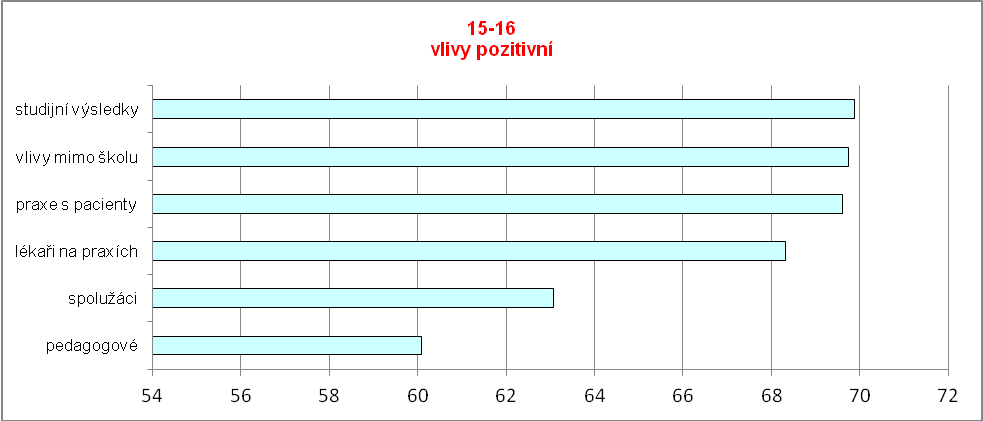 15-16
vlivy pozitivní
studijní výsledky
vlivy mimo školu
praxe s pacienty
lékaři na praxích
spolužáci
pedagogové
54 56 58 60 62 64 66 68 70 72